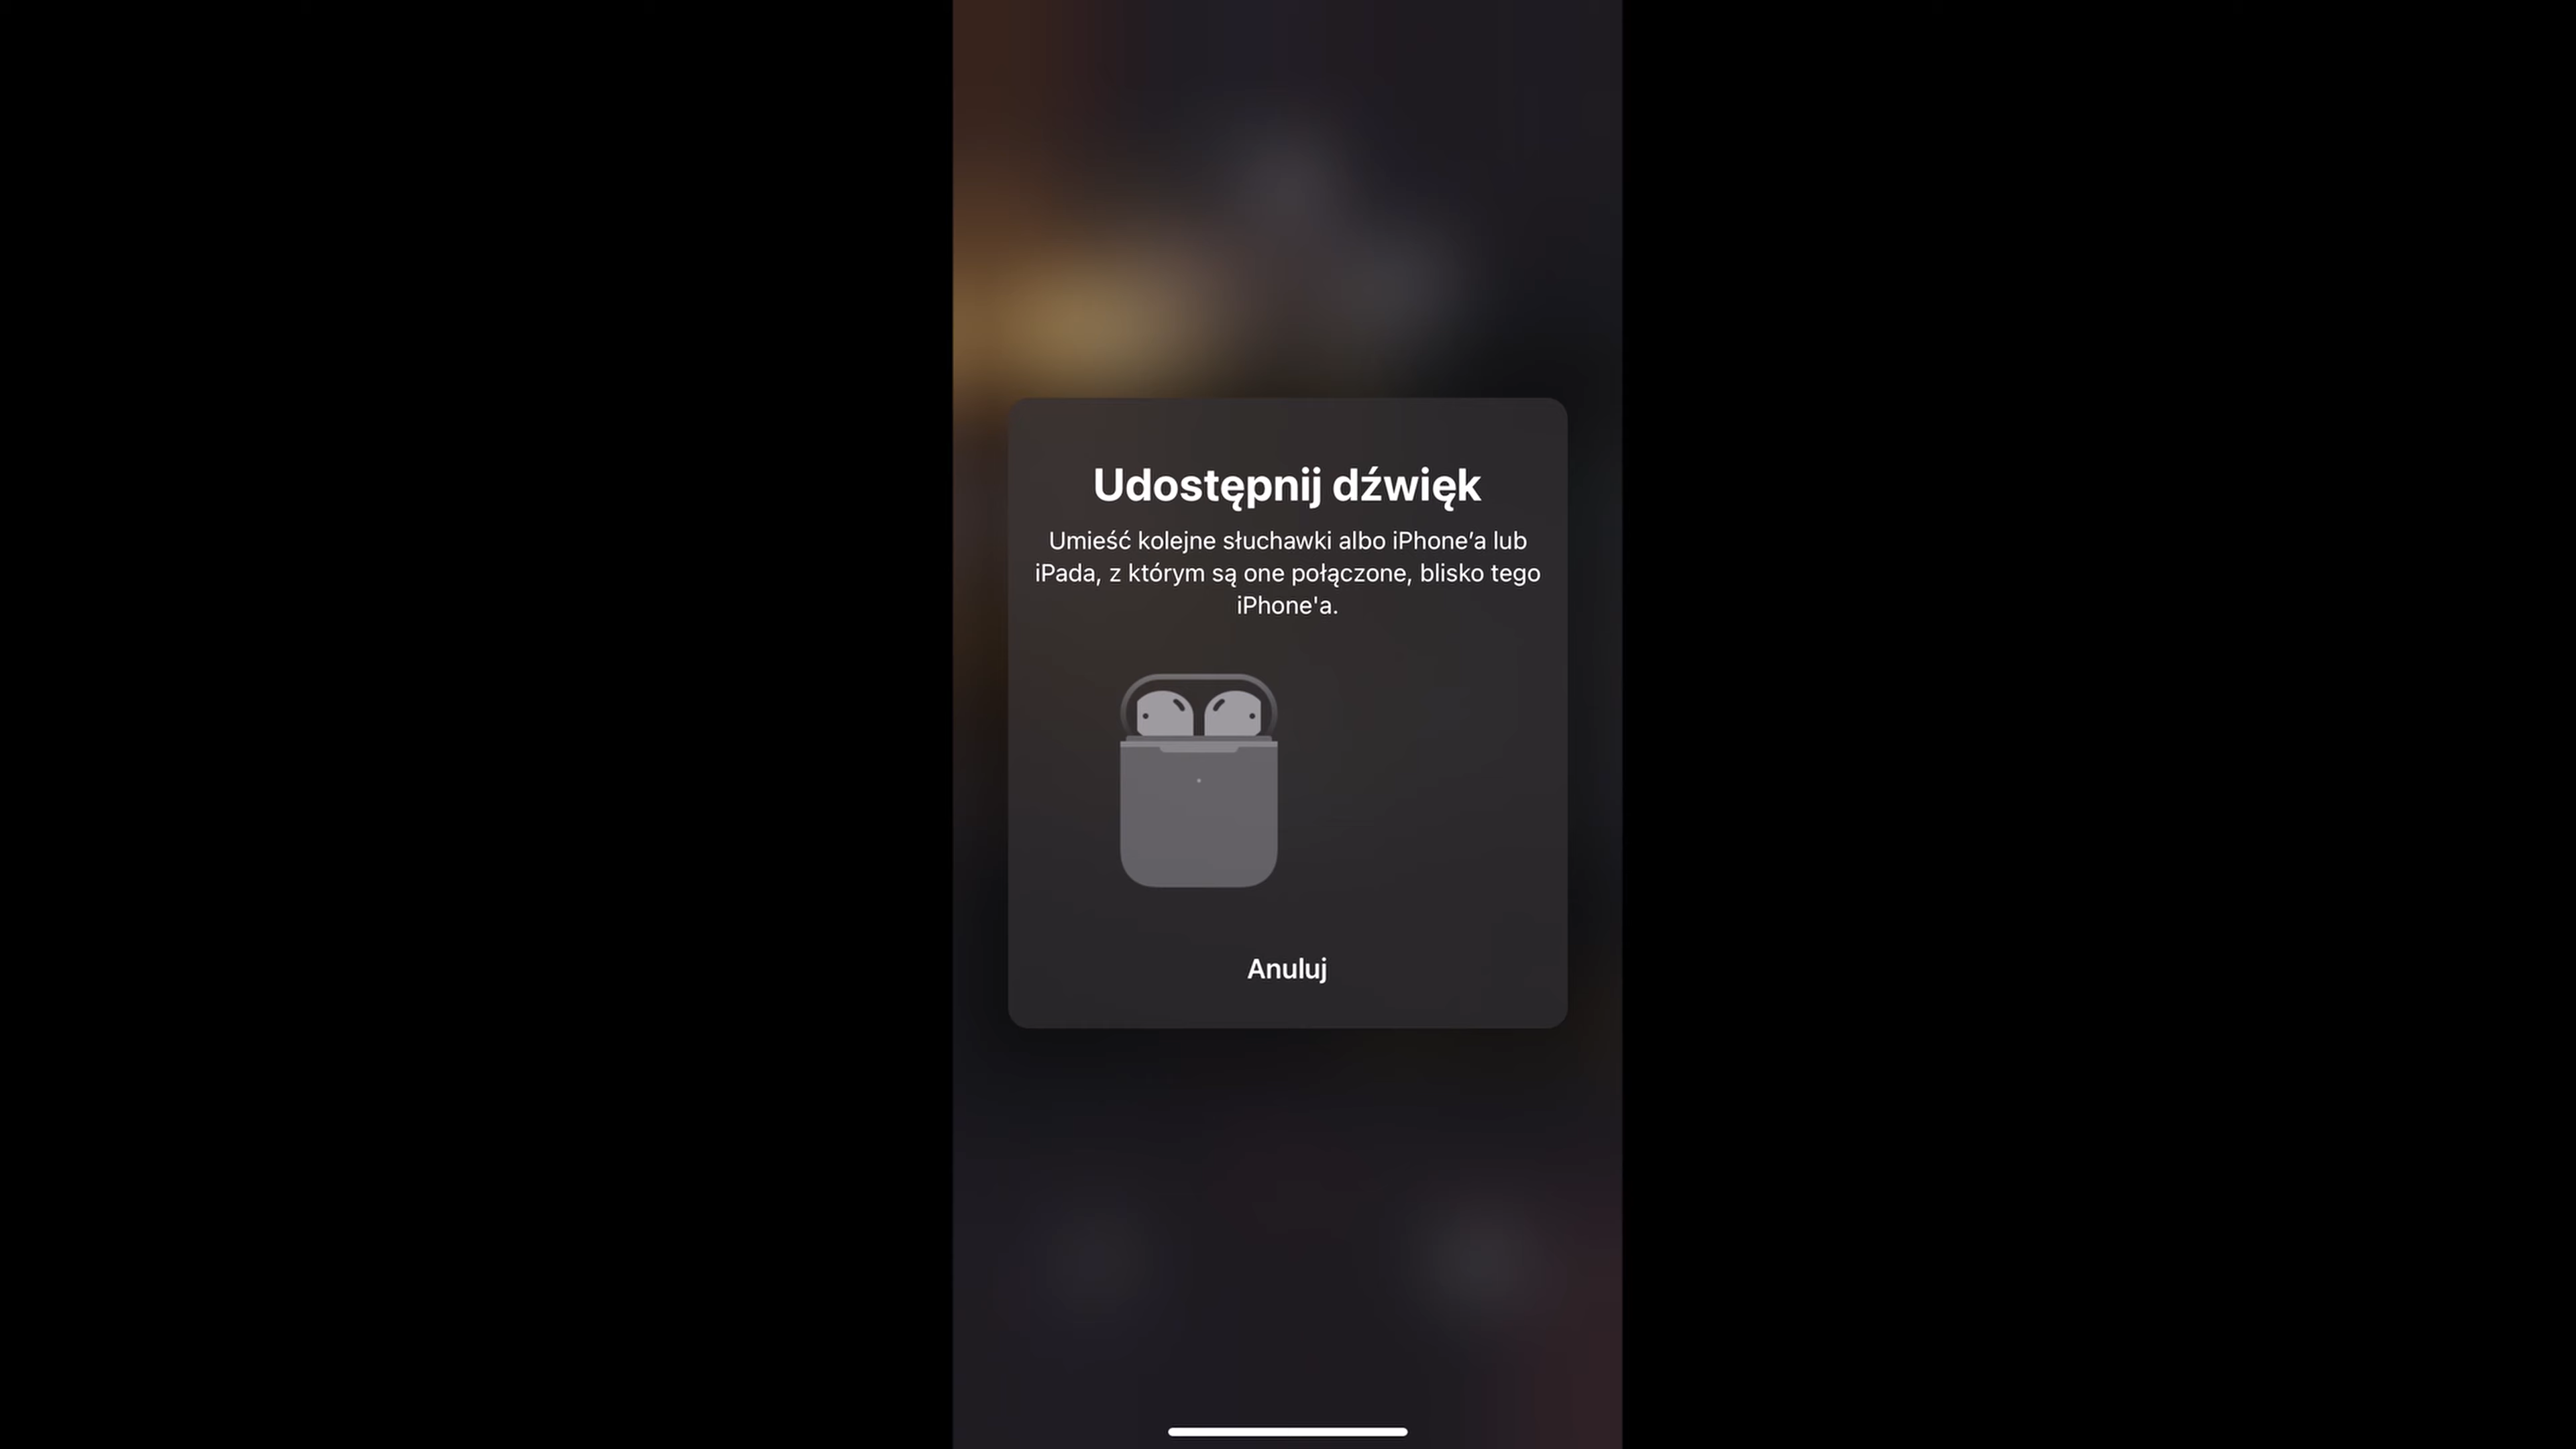 Udostępnij dźwięk
Umieść kolejne słuchawki albo iPhone’a lub
iPada, z którym są one połączone, blisko tego
iPhone'a.
Anuluj